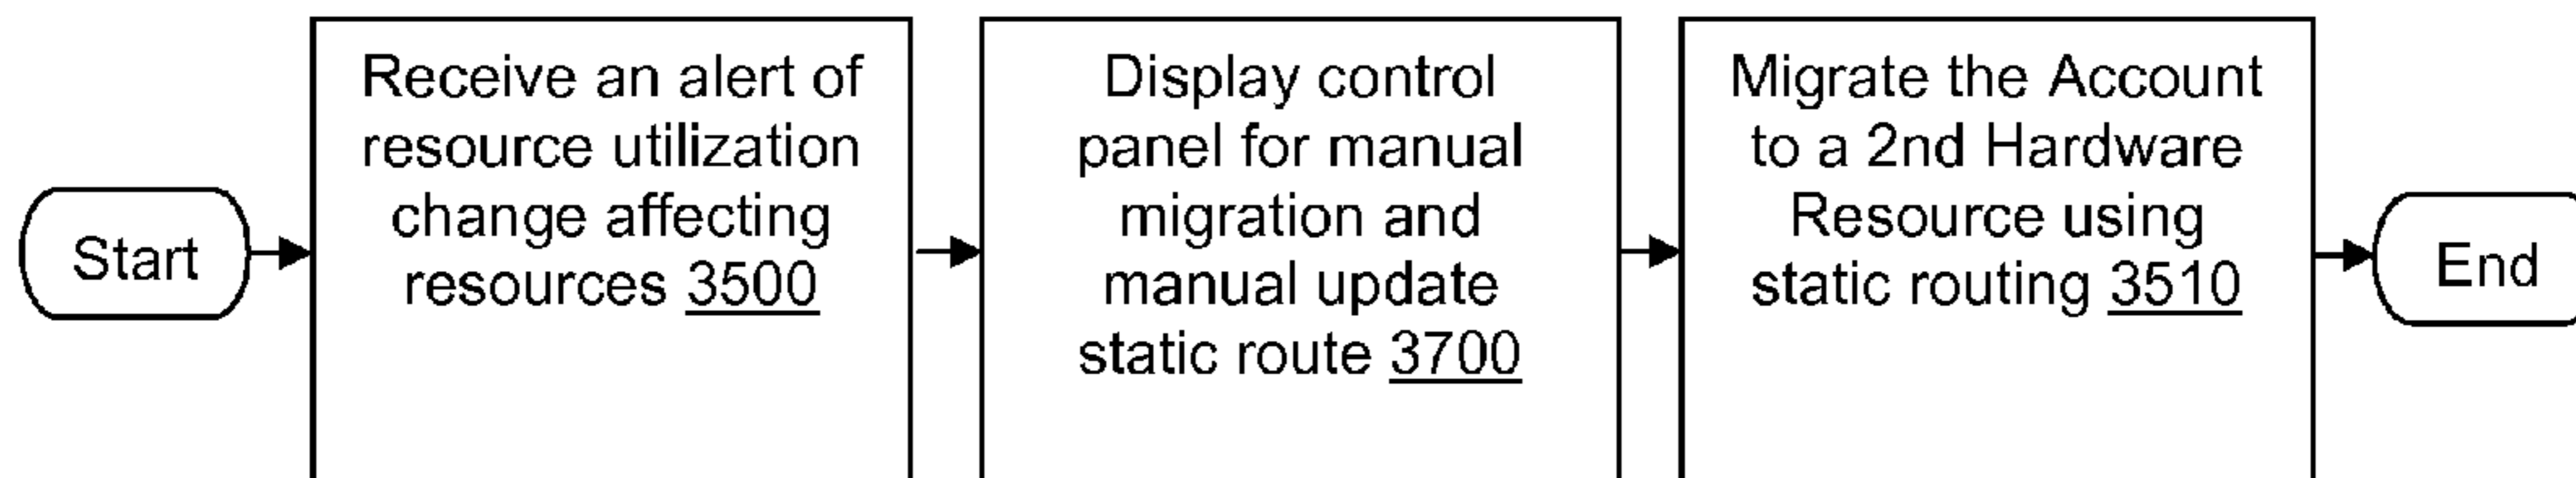 Start
Receive an alert of
resource utilization
change affecting
resources 3500
Display control
panel for manual
migration and
manual update
static route 3700
Migrate the Account
to a 2nd Hardware
Resource using
static routing 3510
End